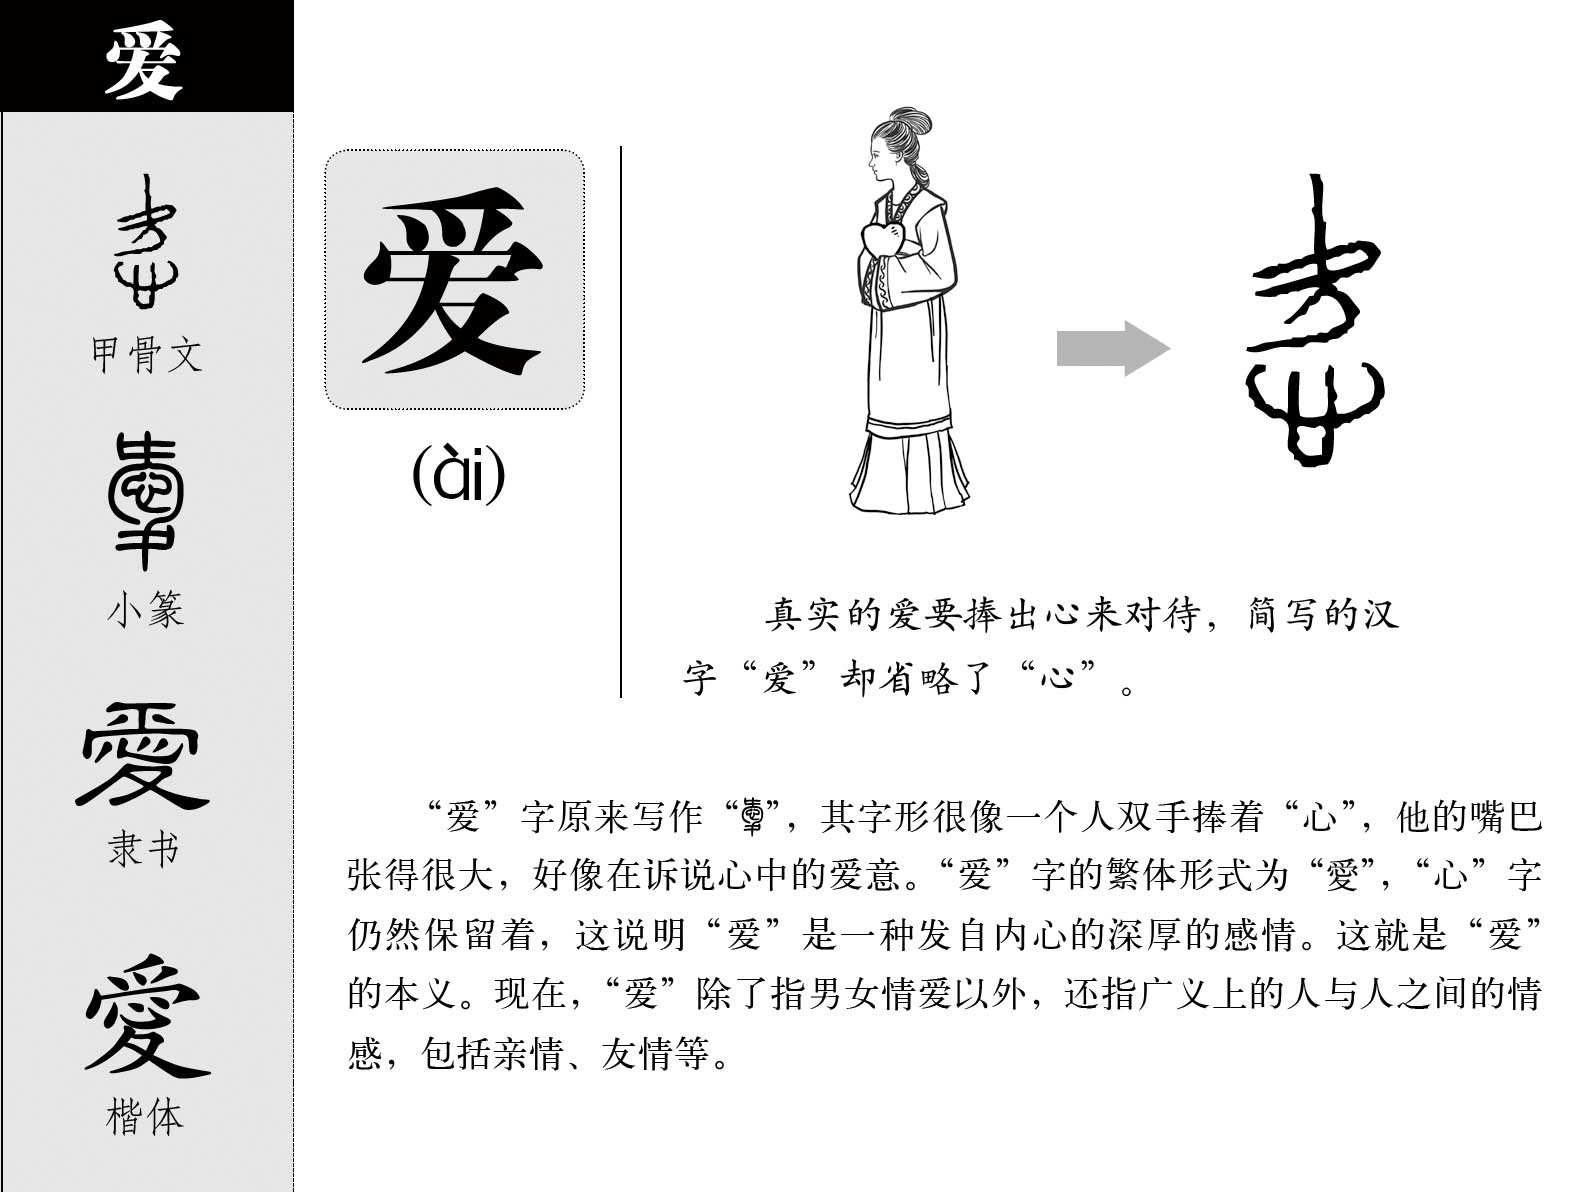 爱
甲骨文
小篆
隶书
愛
楷体
爱
(ài)
真实的爱要捧出心来对待，简写的汉
字“爱”却省略了“心”。
“爱”字原来写作“”，其字形很像一个人双手捧着“心”，他的嘴巴
张得很大，好像在诉说心中的爱意。“爱”字的繁体形式为“愛”，“心”字
仍然保留着，这说明“爱”是一种发自内心的深厚的感情。这就是“爱”
的本义。现在，“爱”除了指男女情爱以外，还指广义上的人与人之间的情
感，包括亲情、友情等。